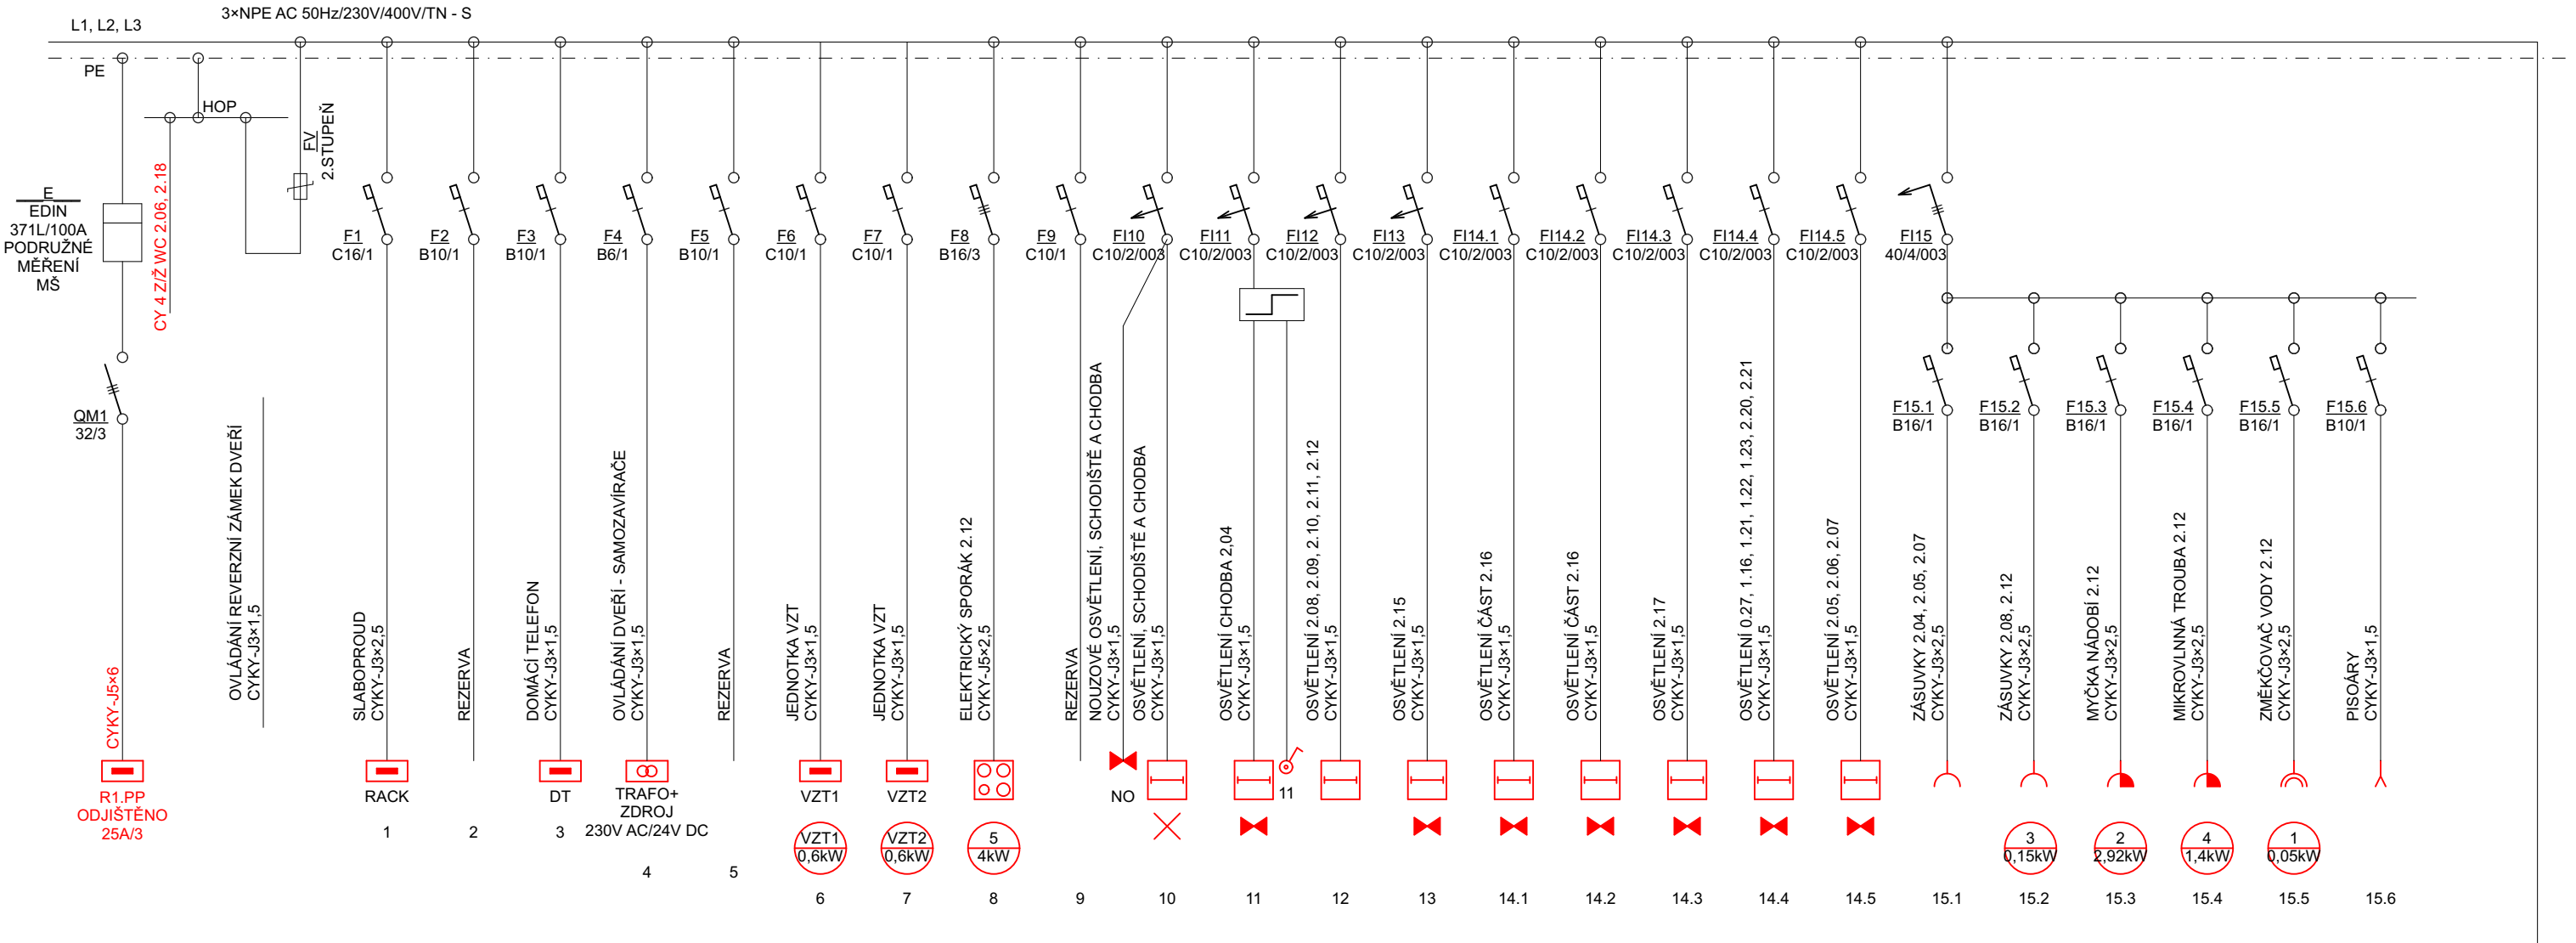 3×NPE AC 50Hz/230V/400V/TN - S
L1, L2, L3
PE
HOP
FV
2.STUPEŇ
CY 4 Z/Ž WC 2.06, 2.18
E
EDIN
371L/100A
PODRUŽNÉ
MĚŘENÍ
MŠ
QM1
32/3
CYKY-J5×6
R1.PP
ODJIŠTĚNO
25A/3
OVLÁDÁNÍ REVERZNÍ ZÁMEK DVEŘÍ
CYKY-J3×1,5
F1
C16/1
SLABOPROUD
CYKY-J3×2,5
RACK
1
F2
B10/1
REZERVA
2
F3
B10/1
DOMÁCÍ TELEFON
CYKY-J3×1,5
DT
3
F4
B6/1
OVLÁDÁNÍ DVEŘÍ - SAMOZAVÍRAČE
CYKY-J3×1,5
TRAFO+
ZDROJ
230V AC/24V DC
4
F5
B10/1
REZERVA
5
F6
C10/1
JEDNOTKA VZT
CYKY-J3×1,5
VZT1
VZT1
0,6kW
6
F7
C10/1
JEDNOTKA VZT
CYKY-J3×1,5
VZT2
VZT2
0,6kW
7
F8
B16/3
ELEKTRICKÝ SPORÁK 2.12
CYKY-J5×2,5
5
4kW
8
F9
C10/1
REZERVA
9
FI10
C10/2/003
NOUZOVÉ OSVĚTLENÍ, SCHODIŠTĚ A CHODBA
CYKY-J3×1,5
NO
OSVĚTLENÍ, SCHODIŠTĚ A CHODBA
CYKY-J3×1,5
10
FI11
C10/2/003
OSVĚTLENÍ CHODBA 2,04
CYKY-J3×1,5
11
11
FI12
C10/2/003
OSVĚTLENÍ 2.08, 2.09, 2.10, 2.11, 2.12
CYKY-J3×1,5
12
FI13
C10/2/003
OSVĚTLENÍ 2.15
CYKY-J3×1,5
13
FI14.1
C10/2/003
OSVĚTLENÍ ČÁST 2.16
CYKY-J3×1,5
14.1
FI14.2
C10/2/003
OSVĚTLENÍ ČÁST 2.16
CYKY-J3×1,5
14.2
FI14.3
C10/2/003
OSVĚTLENÍ 2.17
CYKY-J3×1,5
14.3
FI14.4
C10/2/003
OSVĚTLENÍ 0.27, 1.16, 1.21, 1.22, 1.23, 2.20, 2.21
CYKY-J3×1,5
14.4
FI14.5
C10/2/003
OSVĚTLENÍ 2.05, 2.06, 2.07
CYKY-J3×1,5
14.5
FI15
40/4/003
F15.1
B16/1
ZÁSUVKY 2.04, 2.05, 2.07
CYKY-J3×2,5
15.1
F15.2
B16/1
ZÁSUVKY 2.08, 2.12
CYKY-J3×2,5
3
0,15kW
15.2
F15.3
B16/1
MYČKA NÁDOBÍ 2.12
CYKY-J3×2,5
2
2,92kW
15.3
F15.4
B16/1
MIKROVLNNÁ TROUBA 2.12
CYKY-J3×2,5
4
1,4kW
15.4
F15.5
B16/1
ZMĚKČOVAČ VODY 2.12
CYKY-J3×2,5
1
0,05kW
15.5
F15.6
B10/1
PISOÁRY
CYKY-J3×1,5
15.6